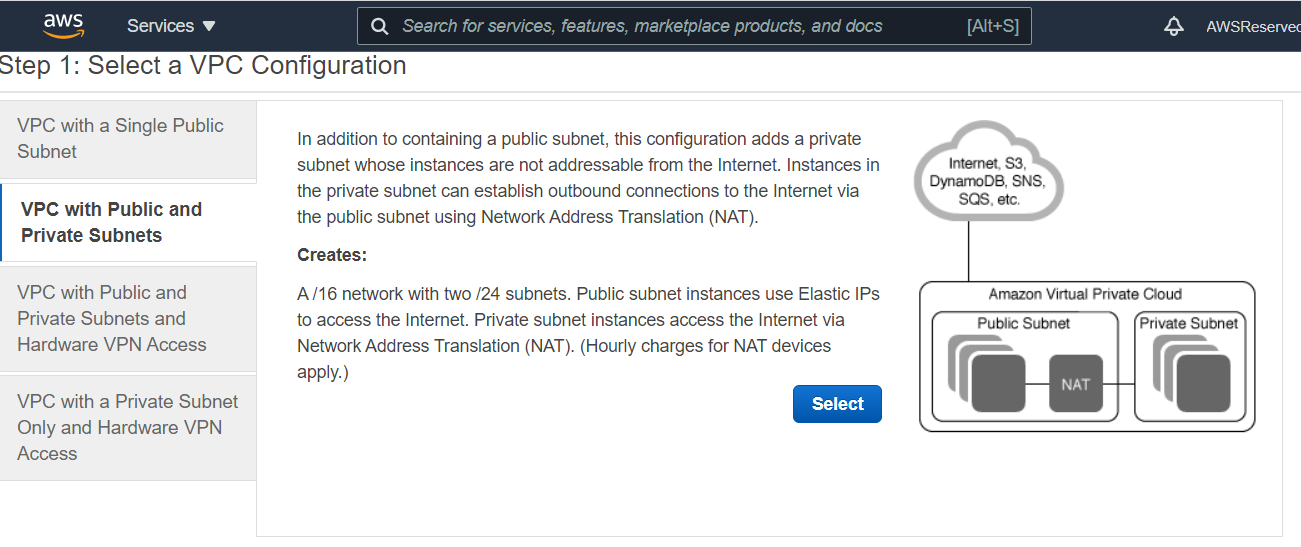 aws
Services
Search for services, features, marketplace products, and docs
[Alt+S]
AWSReserved
Step 1: Select a VPC Configuration
VPC with a Single Public
Subnet
VPC with Public and
Private Subnets
VPC with Public and
Private Subnets and
Hardware VPN Access
VPC with a Private Subnet
Only and Hardware VPN
Access
In addition to containing a public subnet, this configuration adds a private
subnet whose instances are not addressable from the Internet. Instances in
the private subnet can establish outbound connections to the Internet via
the public subnet using Network Address Translation (NAT).
Creates:
A /16 network with two /24 subnets. Public subnet instances use Elastic IPs
to access the Internet. Private subnet instances access the Internet via
Network Address Translation (NAT). (Hourly charges for NAT devices
apply.)
Select
Internet, S3,
DynamoDB, SNS,
SQS, etc.
Amazon Virtual Private Cloud
Public Subnet
Private Subnet
NAT